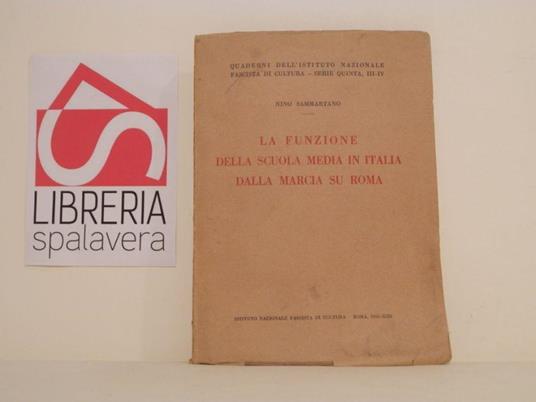 LIBRERIA
spalavera
QUADERNI DELL'ISTITUTO NAZIONALE
FASCISTA DI CULTURA - SERIE QUINTA, III-IV
NINO SAMMARTANO
LA FUNZIONE
DELLA SCUOLA MEDIA IN ITALIA
DALLA MARCIA SU ROMA
ISTITUTO NAZIONALE FASCISTA DI CULTURA - ROMA,